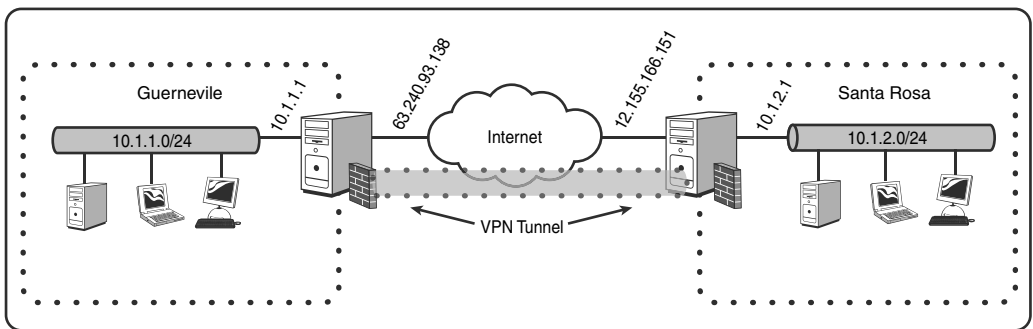 Guernevile
10.1.1.0/24
10.1.1.1
63.240.93.138
Internet
12.155.166.151
10.1.2.1
Santa Rosa
10.1.2.0/24
VPN Tunnel